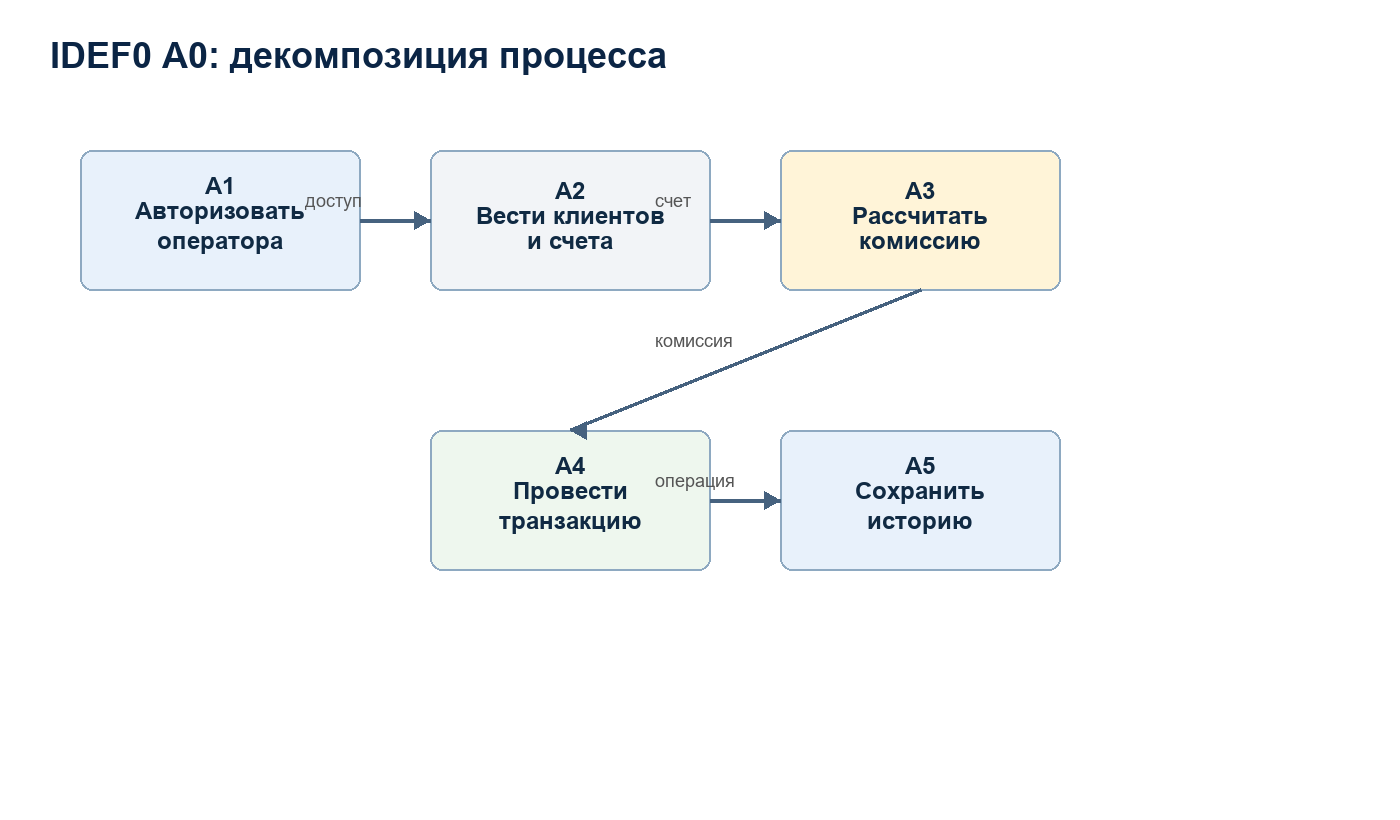 IDEF0 A0: декомпозиция процесса
A1
Авторизовать
оператора
доступ
A2
Вести клиентов
и счета
счет
A3
Рассчитать
комиссию
комиссия
A4
Провести
транзакцию
операция
A5
Сохранить
историю